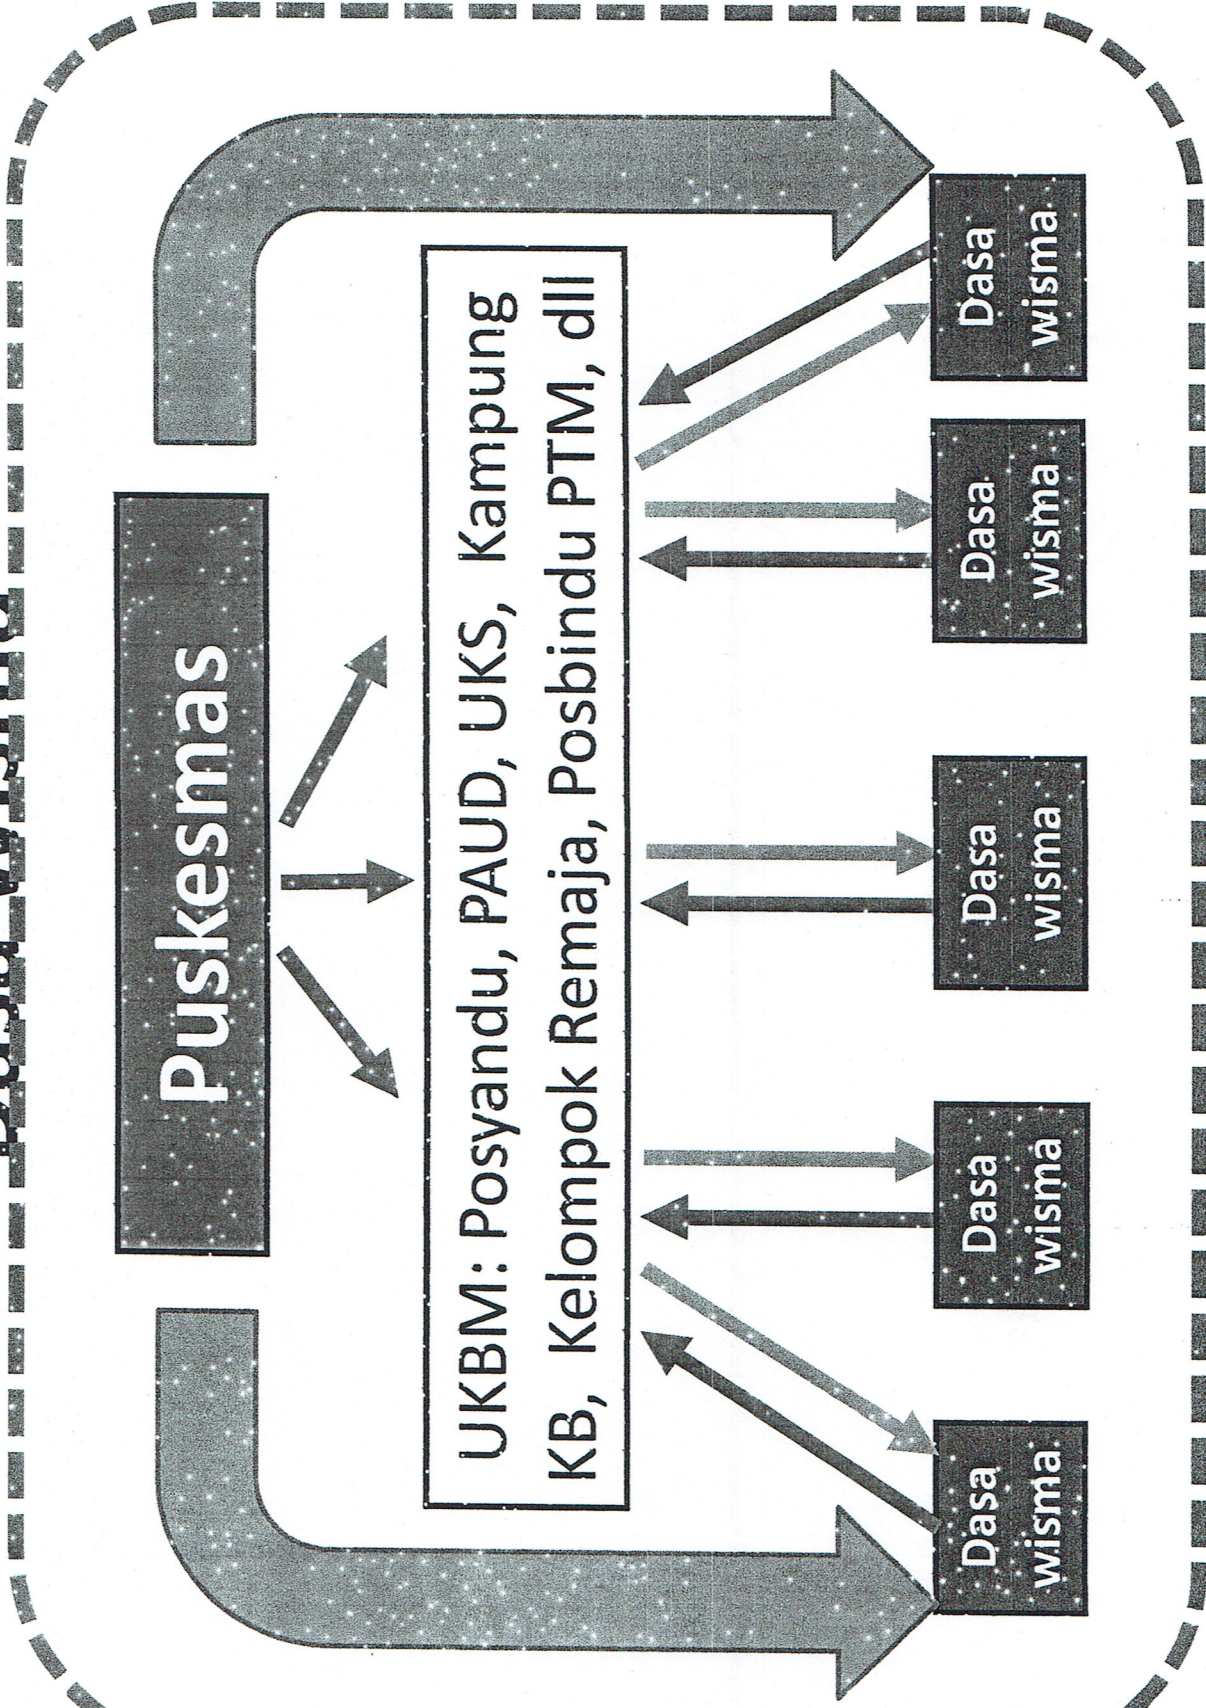 Puskesmas
UKBM: Posyandu, PAUD, UKS, Kampung
KB, Kelompok Remaja, Posbindu PTM, dll
Dasa
wisma
Dasa
wisma
Dasa
wisma
Dasa
wisma
Dasa
wisma